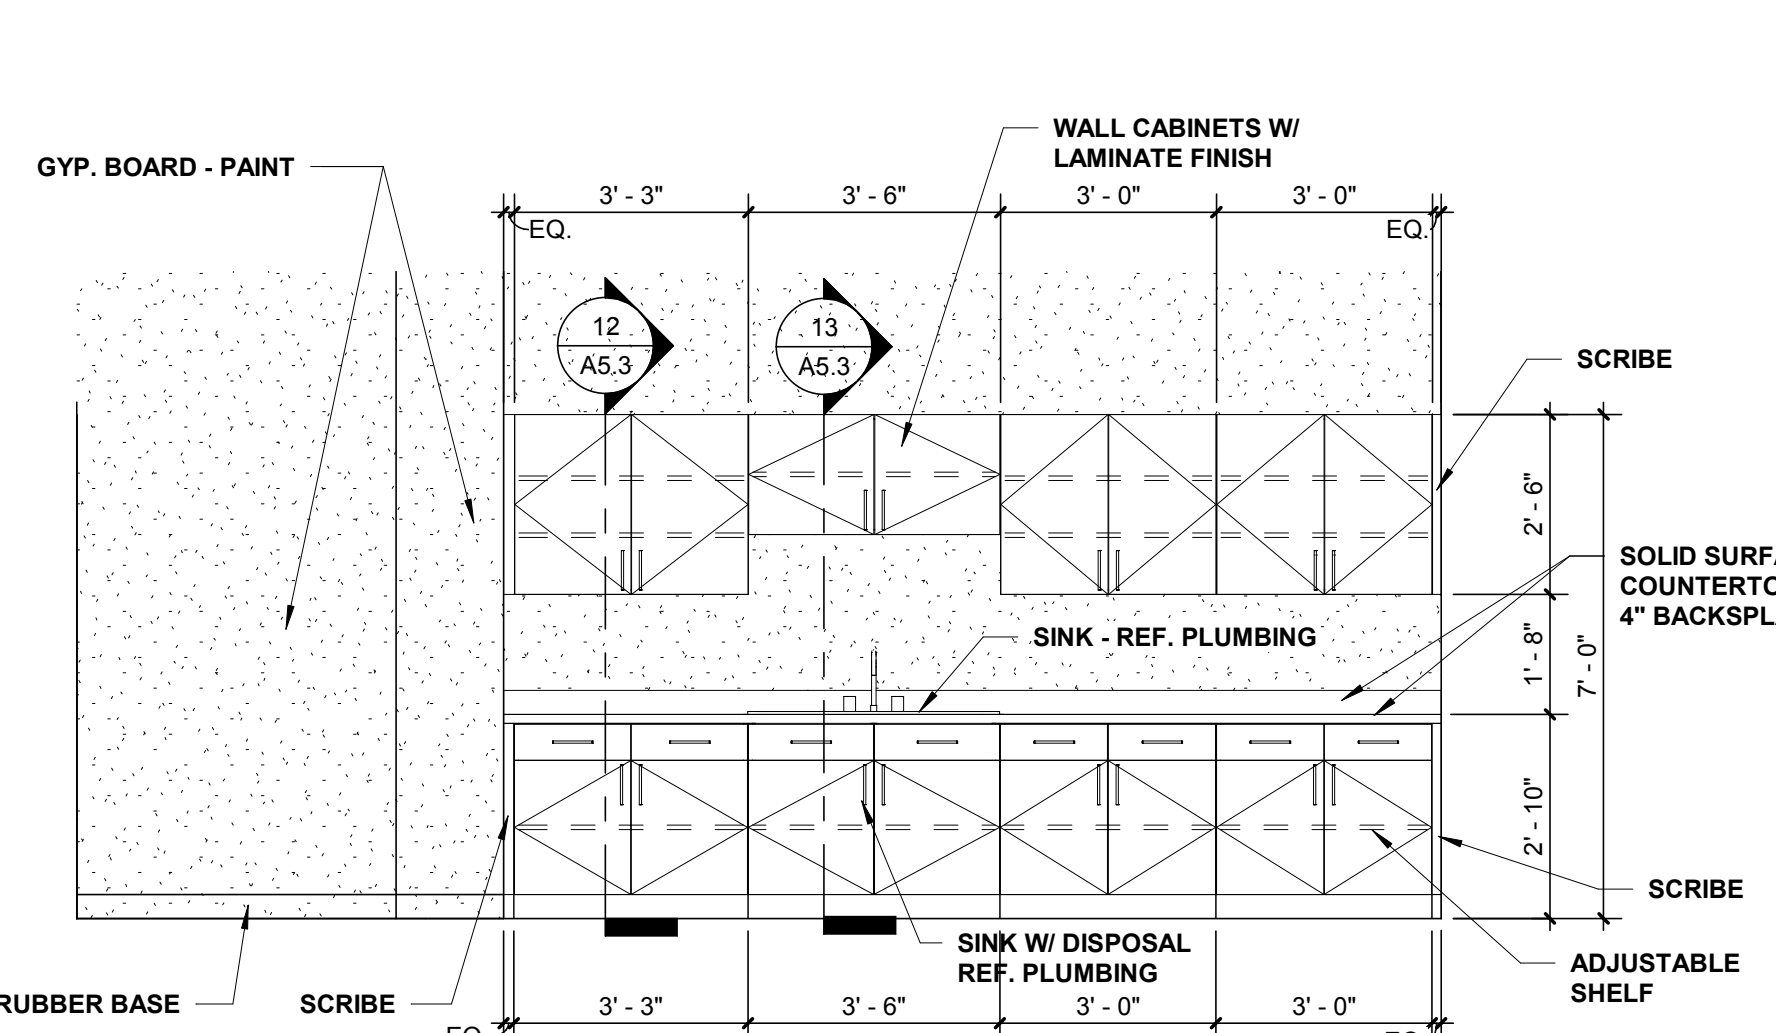 WALL CABINETS W/
LAMINATE FINISH
GYP. BOARD - PAINT
3' - 3"
3' - 6"
3' - 0"
3' - 0"
EQ.
EQ.
12
A5.3
13
A5.3
SCRIBE
2' - 6"
SOLID SURF
COUNTERTO
4" BACKSPL
1' - 8"
7' - 0"
SINK - REF. PLUMBING
2' - 10"
SCRIBE
SINK W/ DISPOSAL
REF. PLUMBING
ADJUSTABLE
SHELF
RUBBER BASE
SCRIBE
3' - 3"
3' - 6"
3' - 0"
3' - 0"